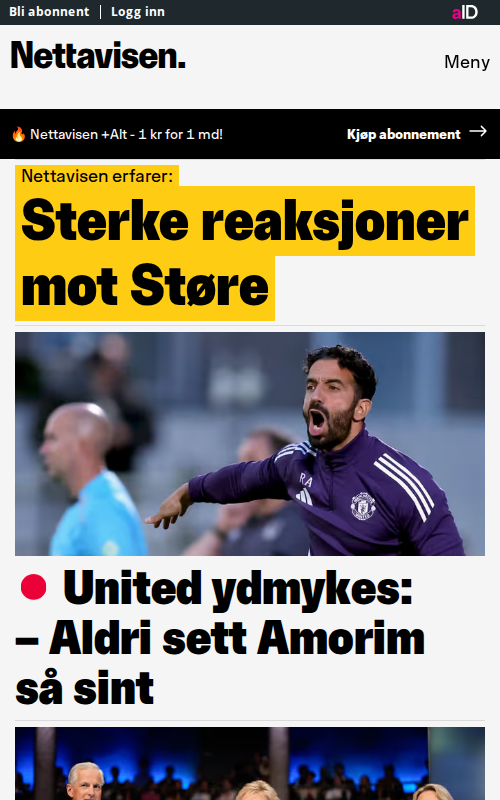 Bli abonnent | Logg inn
aID
Nettavisen.
Meny
🔥 Nettavisen +Alt - 1 kr for 1 md!
Kjøp abonnement →
Nettavisen erfarer:
Sterke reaksjoner
mot Støre
RA
United ydmykes:
– Aldri sett Amorim
så sint